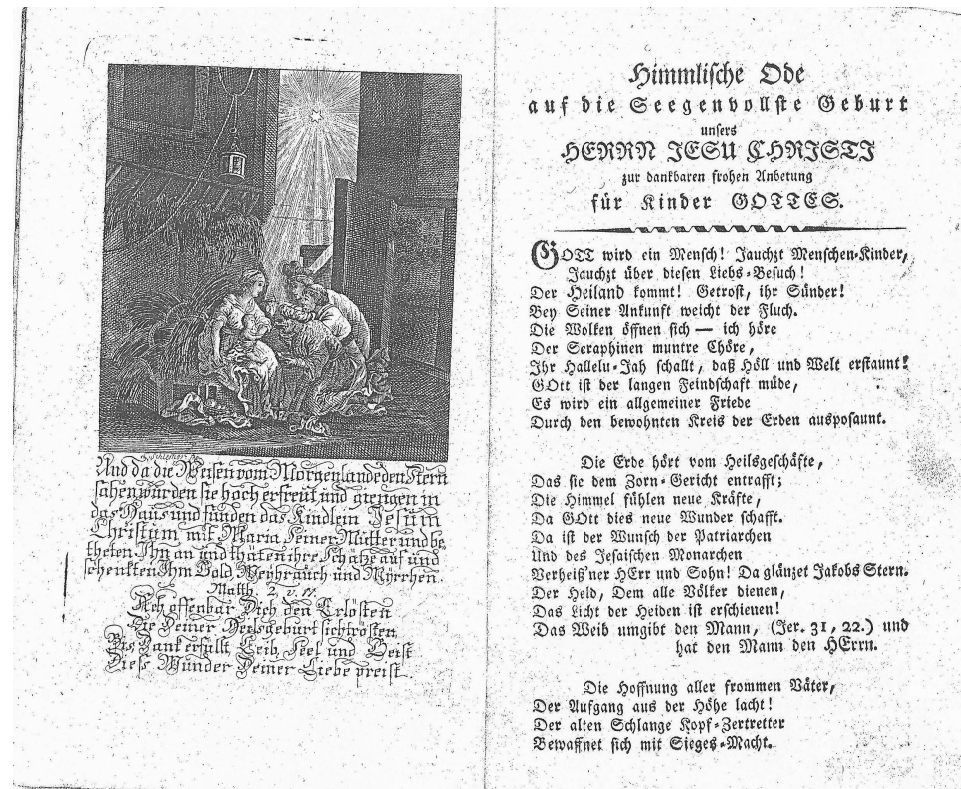 Und da die Weisen vom Morgenland den Stern
sahen wurden sie hoch erfreut und giengen in
das Haus und funden das Kindlein Jesum
Christum mit Maria Seiner Mutter und be⸗
theten Ihn an und thäten ihre Schätze auf und
schenkten Ihm Gold, Weyhrauch und Myrrhen.
Matth. 2, v. 11.
Ach offenbar Dich den Erlösten
Die Deiner Heilsgeburt sich trösten
Bis Dank erfüllt Leib, Seel und Geist
Diess Wunder Deiner Liebe preist.
Himmlische Ode
auf die Seegenvollste Geburt
unsers
HERRN JESU CHRISTI
zur dankbaren frohen Anbetung
für Kinder GOTTES.
GOTT wird ein Mensch! Jauchzt Menschen⸗Kinder,
Jauchzt über diesen Liebs⸗Besuch!
Der Heiland kommt! Getrost, ihr Sünder!
Bey Seiner Ankunft weicht der Fluch.
Die Wolken öffnen sich — ich höre
Der Seraphinen muntre Chöre,
Ihr Hallelu⸗Jah schallt, daß Höll und Welt erstaunt!
GOtt ist der langen Feindschaft müde,
Es wird ein allgemeiner Friede
Durch den bewohnten Kreis der Erden ausposaunt.
Die Erde hört vom Heilsgeschäfte,
Das sie dem Zorn⸗Gericht entrafft;
Die Himmel fühlen neue Kräfte,
Da GOtt dies neue Wunder schafft.
Da ist der Wunsch der Patriarchen
Und des Jesaischen Monarchen
Verheiß'ner HErr und Sohn! Da glänzet Jakobs Stern.
Der Held, Dem alle Völker dienen,
Das Licht der Heiden ist erschienen!
Das Weib umgibt den Mann, (Jer. 31, 22.) und
hat den Mann den HErrn.
Die Hoffnung aller frommen Väter,
Der Aufgang aus der Höhe lacht!
Der alten Schlange Kopf⸗Zertretter
Bewaffnet sich mit Sieges⸗Macht.